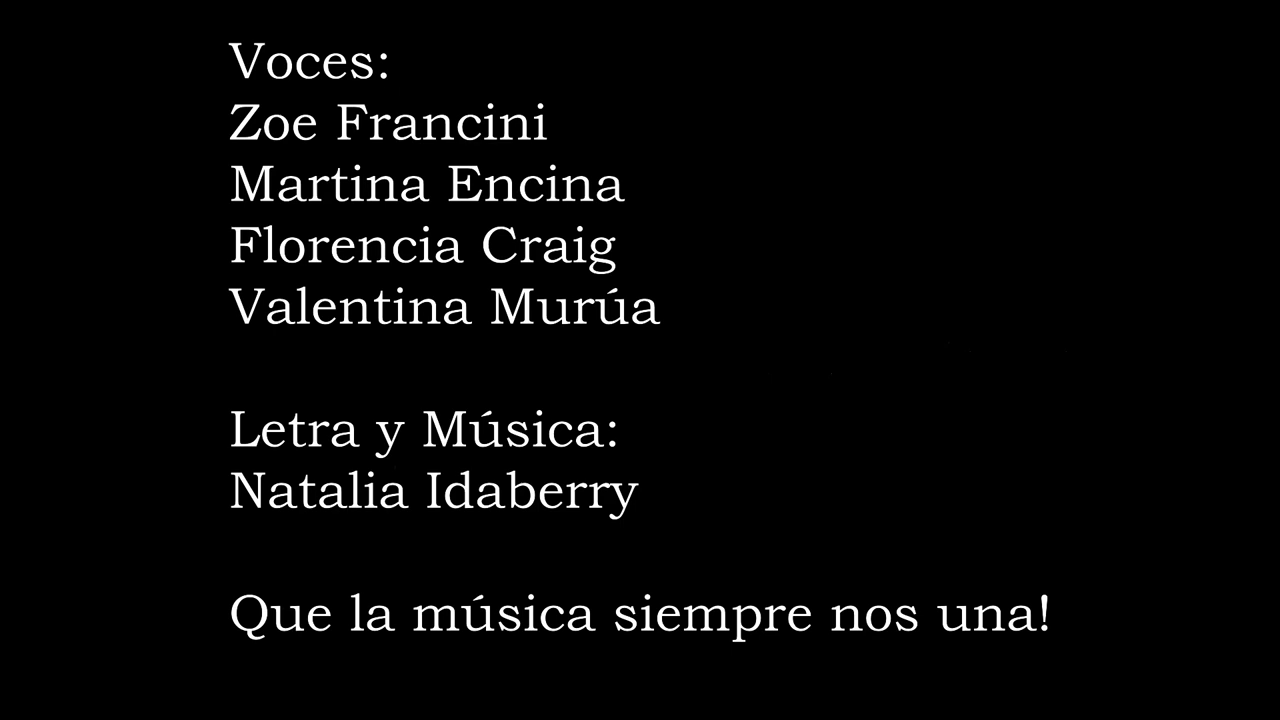 Voces:
Zoe Francini
Martina Encina
Florencia Craig
Valentina Murúa
Letra y Música:
Natalia Idaberry
Que la música siempre nos una!